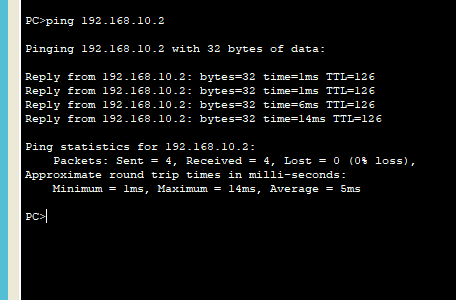 PC>ping 192.168.10.2
Pinging 192.168.10.2 with 32 bytes of data:
Reply from 192.168.10.2: bytes=32 time=1ms TTL=126
Reply from 192.168.10.2: bytes=32 time=1ms TTL=126
Reply from 192.168.10.2: bytes=32 time=6ms TTL=126
Reply from 192.168.10.2: bytes=32 time=14ms TTL=126
Ping statistics for 192.168.10.2:
Packets: Sent = 4, Received = 4, Lost = 0 (0% loss),
Approximate round trip times in milli-seconds:
Minimum = 1ms, Maximum = 14ms, Average = 5ms
PC>